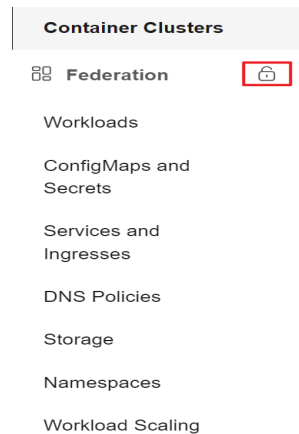 Container Clusters
Federation
Workloads
ConfigMaps and
Secrets
Services and
Ingresses
DNS Policies
Storage
Namespaces
Workload Scaling